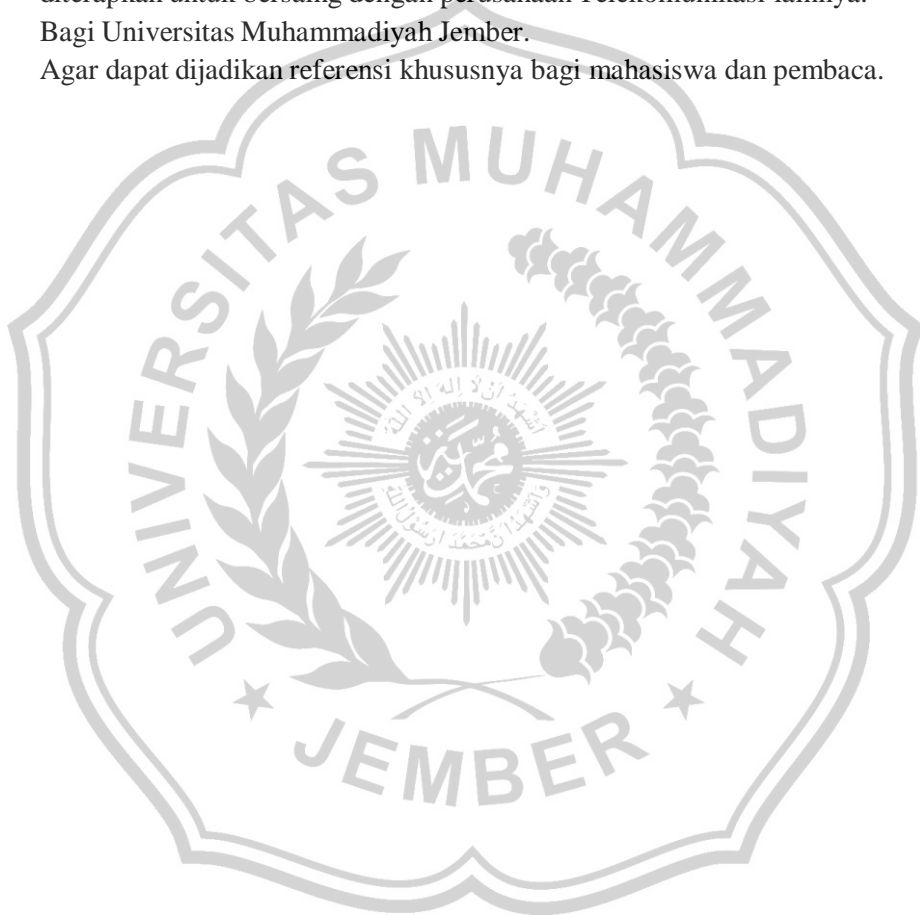 diterapkan untuk bersaing dengan perusahaan Telekomunikasi lainnya.
Bagi Universitas Muhammadiyah Jember.
Agar dapat dijadikan referensi khususnya bagi mahasiswa dan pembaca.
UNIVERSITAS MUHAMMADIYAH
JEMBER